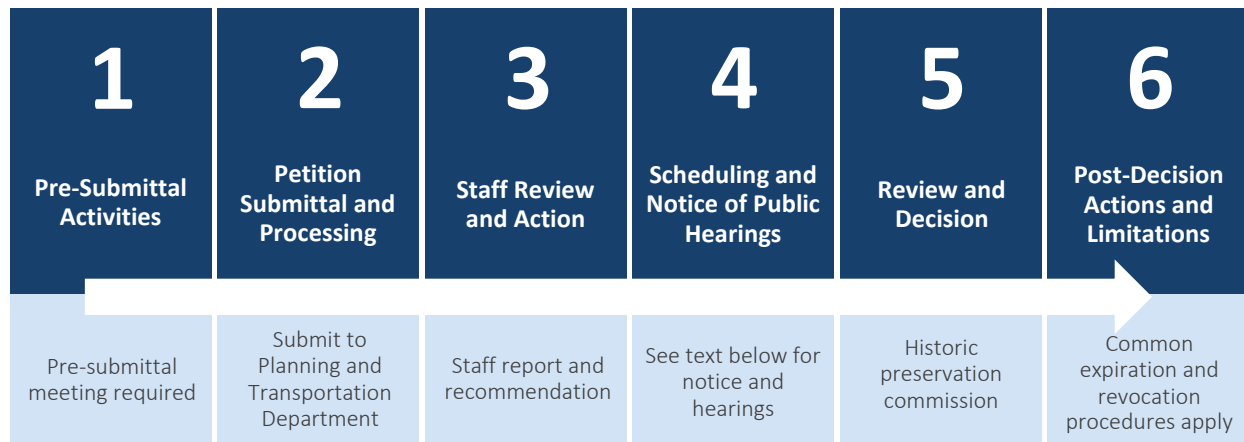 1
Pre-Submittal
Activities
Pre-submittal
meeting required
2
Petition
Submittal and
Processing
Submit to
Planning and
Transportation
Department
3
Staff Review
and Action
Staff report and
recommendation
4
Scheduling and
Notice of Public
Hearings
See text below for
notice and
hearings
5
Review and
Decision
Historic
preservation
commission
6
Post-Decision
Actions and
Limitations
Common
expiration and
revocation
procedures apply